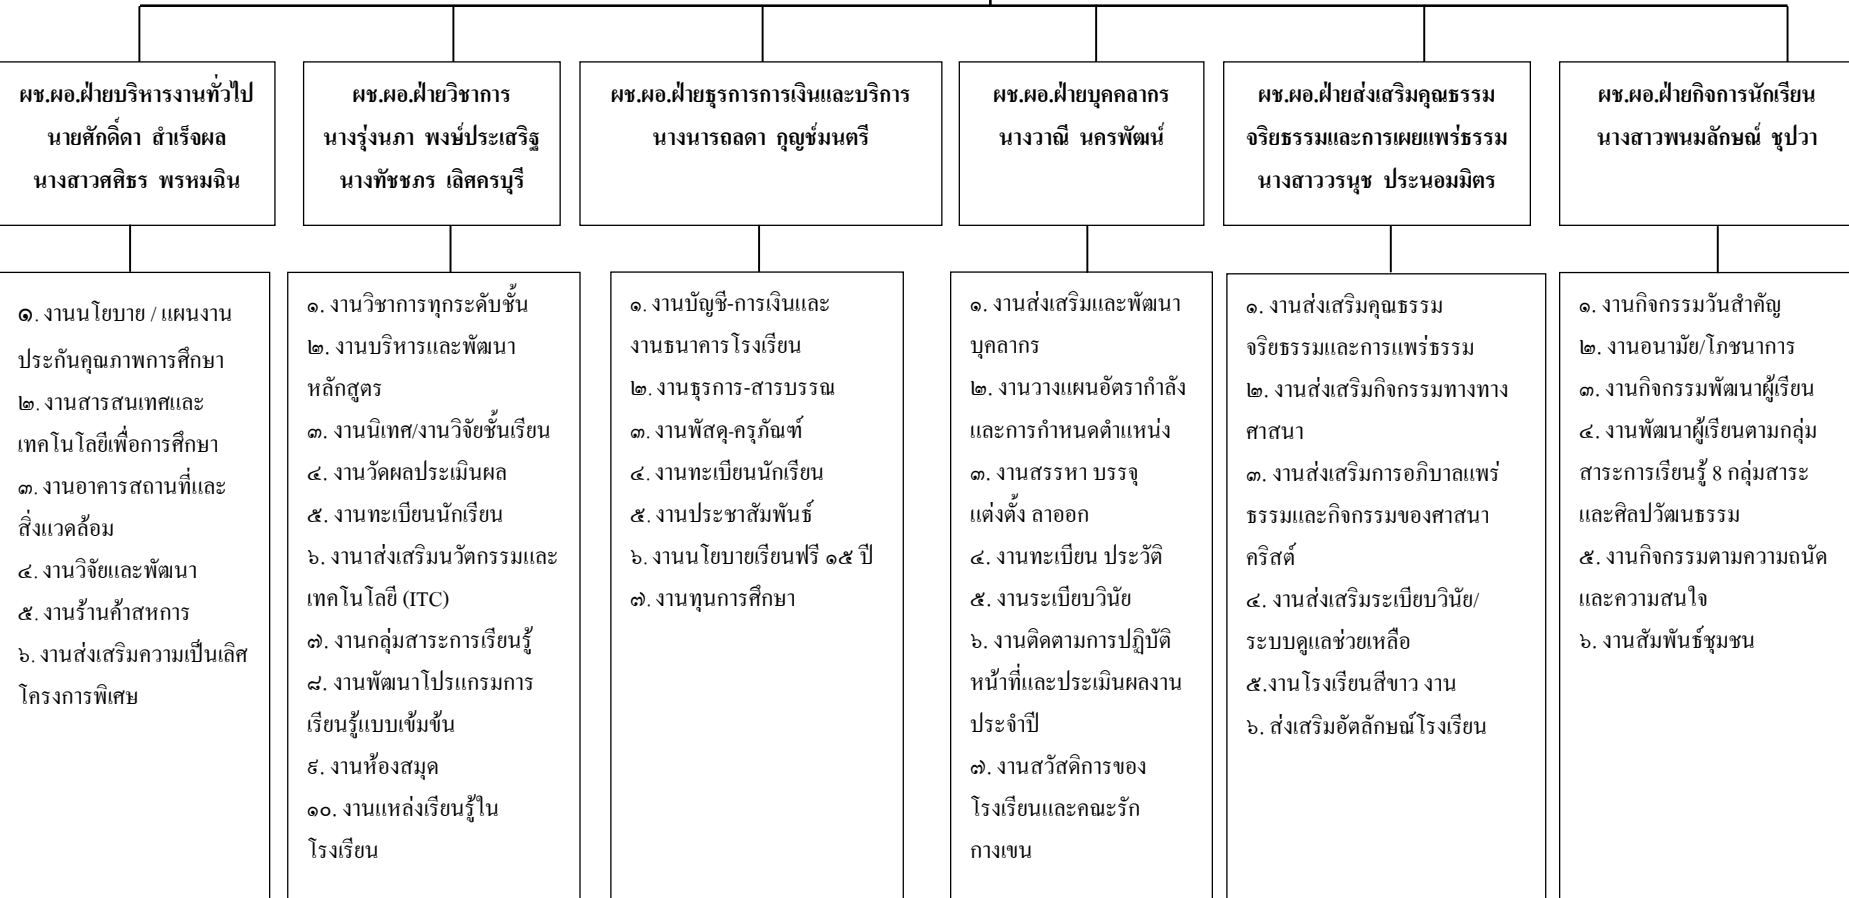 ผช.ผอ.ฝ่ายบริหารงานทั่วไป
นายศักดิ์ดา สำเร็จผล
นางสาวศศิธร พรหมฉิน
ผช.ผอ.ฝ่ายวิชาการ
นางรุ่งนภา พงษ์ประเสริฐ
นางทัชชภร เลิศครบุรี
ผช.ผอ.ฝ่ายธุรการการเงินและบริการ
นางนารถลดา กุญช์มนตรี
ผช.ผอ.ฝ่ายบุคคลากร
นางวาณี นครพัฒน์
ผช.ผอ.ฝ่ายส่งเสริมคุณธรรม
จริยธรรมและการเผยแพร่ธรรม
นางสาววรนุช ประนอมมิตร
ผช.ผอ.ฝ่ายกิจการนักเรียน
นางสาวพนมลักษณ์ ชุปวา
๑. งานนโยบาย / แผนงาน
ประกันคุณภาพการศึกษา
๒. งานสารสนเทศและ
เทคโนโลยีเพื่อการศึกษา
๓. งานอาคารสถานที่และ
สิ่งแวดล้อม
๔. งานวิจัยและพัฒนา
๕. งานร้านค้าสหการ
๖. งานส่งเสริมความเป็นเลิศ
โครงการพิเศษ
๑. งานวิชาการทุกระดับชั้น
๒. งานบริหารและพัฒนา
หลักสูตร
๓. งานนิเทศ/งานวิจัยชั้นเรียน
๔. งานวัดผลประเมินผล
๕. งานทะเบียนนักเรียน
๖. งานาส่งเสริมนวัตกรรมและ
เทคโนโลยี (ITC)
๗. งานกลุ่มสาระการเรียนรู้
๘. งานพัฒนาโปรแกรมการ
เรียนรู้แบบเข้มข้น
๙. งานห้องสมุด
๑๐. งานแหล่งเรียนรู้ใน
โรงเรียน
๑. งานบัญชี-การเงินและ
งานธนาคารโรงเรียน
๒. งานธุรการ-สารบรรณ
๓. งานพัสดุ-ครุภัณฑ์
๔. งานทะเบียนนักเรียน
๕. งานประชาสัมพันธ์
๖. งานนโยบายเรียนฟรี ๑๕ ปี
๗. งานทุนการศึกษา
๑. งานส่งเสริมและพัฒนา
บุคลากร
๒. งานวางแผนอัตรากำลัง
และการกำหนดตำแหน่ง
๓. งานสรรหา บรรจุ
แต่งตั้ง ลาออก
๔. งานทะเบียน ประวัติ
๕. งานระเบียบวินัย
๖. งานติดตามการปฏิบัติ
หน้าที่และประเมินผลงาน
ประจำปี
๗. งานสวัสดิการของ
โรงเรียนและคณะรัก
กางเขน
๑. งานส่งเสริมคุณธรรม
จริยธรรมและการแพร่ธรรม
๒. งานส่งเสริมกิจกรรมทางทาง
ศาสนา
๓. งานส่งเสริมการอภิบาลแพร่
ธรรมและกิจกรรมของศาสนา
คริสต์
๔. งานส่งเสริมระเบียบวินัย/
ระบบดูแลช่วยเหลือ
๕.งานโรงเรียนสีขาว งาน
๖. ส่งเสริมอัตลักษณ์โรงเรียน
๑. งานกิจกรรมวันสำคัญ
๒. งานอนามัย/โภชนาการ
๓. งานกิจกรรมพัฒนาผู้เรียน
๔. งานพัฒนาผู้เรียนตามกลุ่ม
สาระการเรียนรู้ 8 กลุ่มสาระ
และศิลปวัฒนธรรม
๕. งานกิจกรรมตามความถนัด
และความสนใจ
๖. งานสัมพันธ์ชุมชน